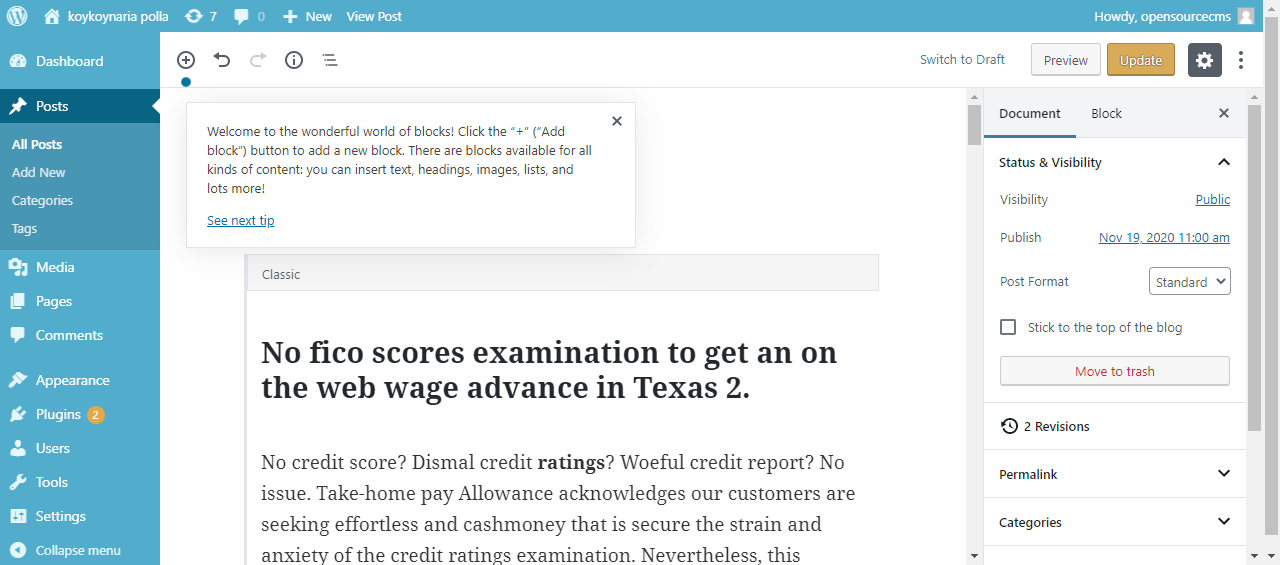 koykoynaria polla 7 0 New View Post Howdy, opensourcecms
Dashboard
Posts
All Posts
Add New
Categories
Tags
Media
Pages
Comments
Appearance
Plugins 2
Users
Tools
Settings
Collapse menu
Switch to Draft Preview Update
Welcome to the wonderful world of blocks! Click the “+” (“Add
block”) button to add a new block. There are blocks available for all
kinds of content: you can insert text, headings, images, lists, and
lots more!
See next tip
Classic
No fico scores examination to get an on
the web wage advance in Texas 2.
No credit score? Dismal credit ratings? Woeful credit report? No
issue. Take-home pay Allowance acknowledges our customers are
seeking effortless and cashmoney that is secure the strain and
anxiety of the credit ratings examination. Nevertheless, this
Document Block
Status & Visibility
Visibility Public
Publish Nov 19, 2020 11:00 am
Post Format Standard
Stick to the top of the blog
Move to trash
2 Revisions
Permalink
Categories